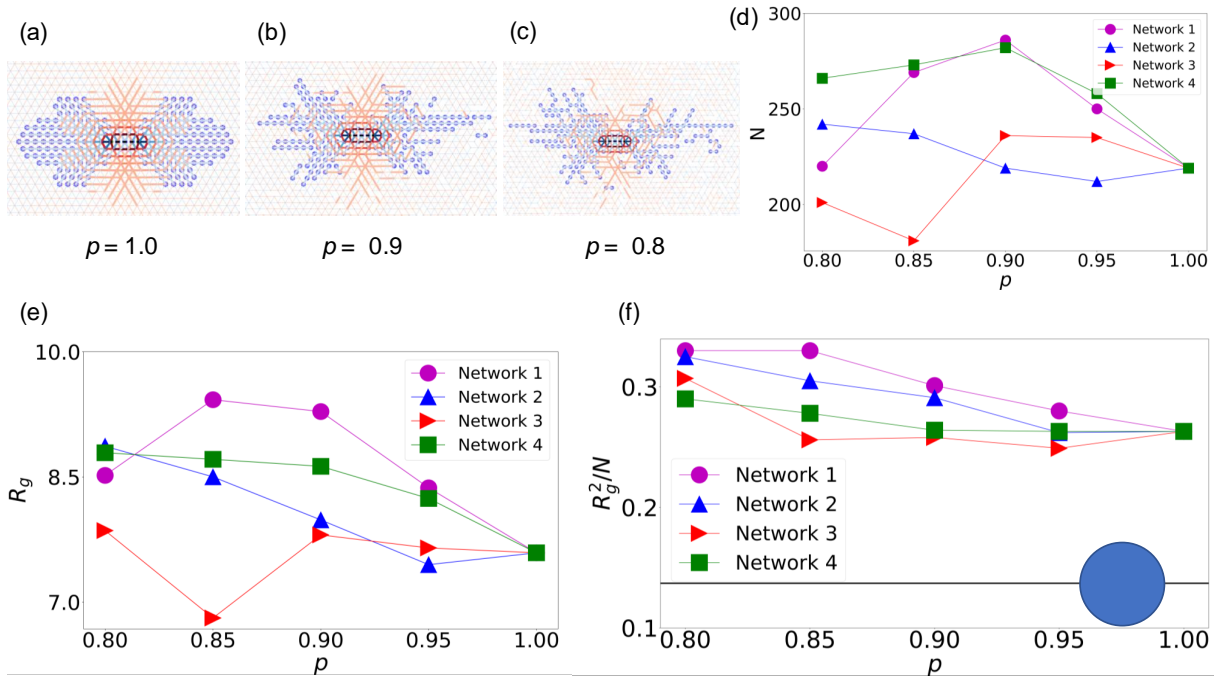 (a)
(b)
(c)
p = 1.0
p = 0.9
p = 0.8
(d)
300
250
200
N
0.80 0.85 0.90 0.95 1.00
p
Network 1
Network 2
Network 3
Network 4
(e)
10.0
8.5
7.0
R_g
0.80 0.85 0.90 0.95 1.00
p
Network 1
Network 2
Network 3
Network 4
(f)
0.3
0.2
0.1
R_g^2/N
0.80 0.85 0.90 0.95 1.00
p
Network 1
Network 2
Network 3
Network 4